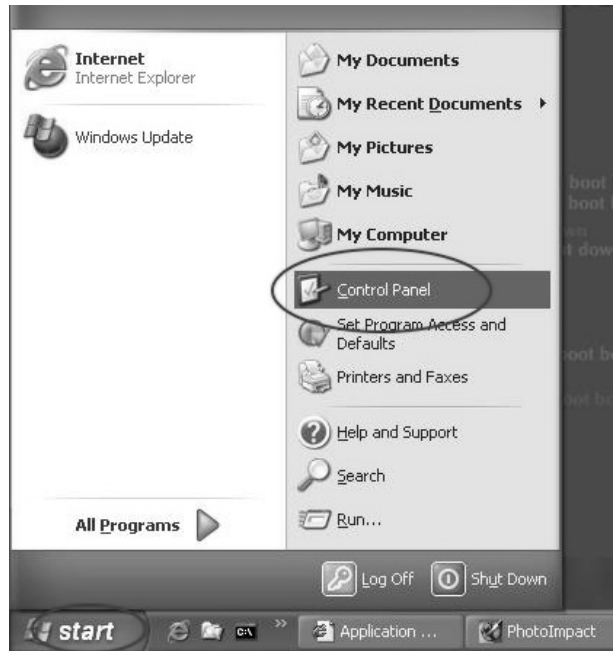 Internet
Internet Explorer
Windows Update
All Programs
My Documents
My Recent Documents
My Pictures
My Music
My Computer
Control Panel
Set Program Access and
Defaults
Printers and Faxes
Help and Support
Search
Run...
Log Off
Shut Down
boot
boot
start
C:\
»
Application ...
PhotoImpact